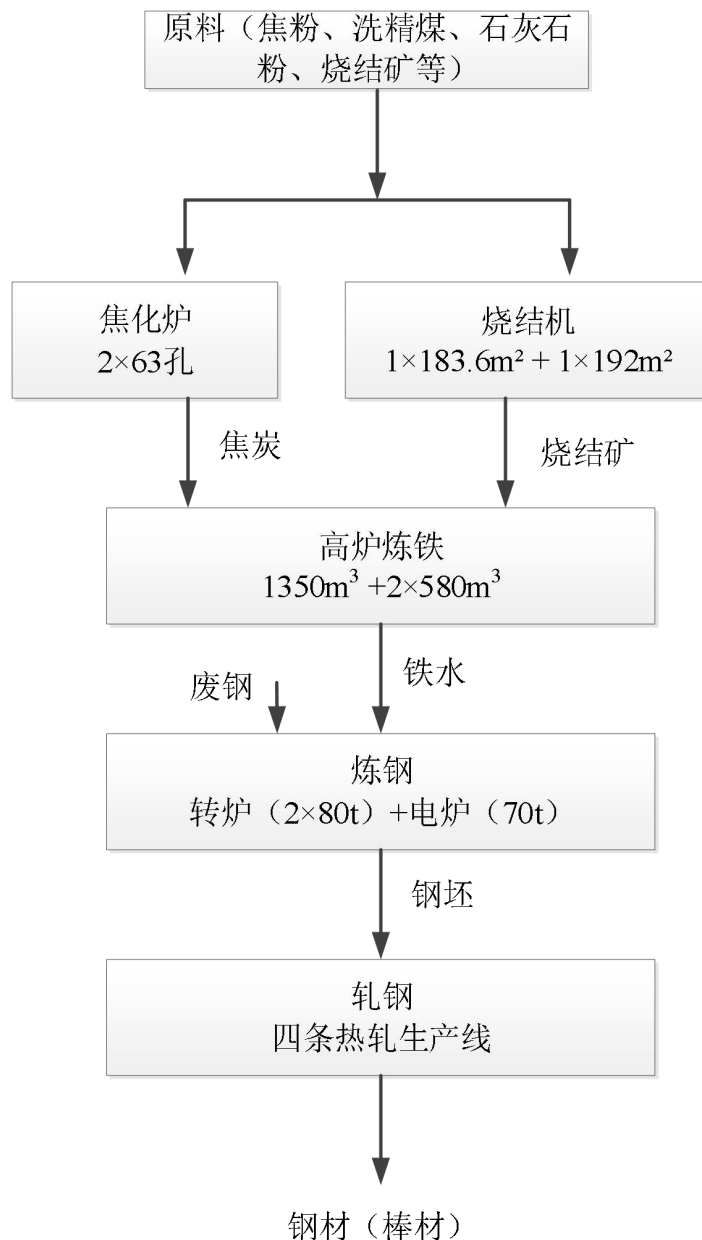 原料（焦粉、洗精煤、石灰石
粉、烧结矿等）
焦化炉
2×63孔
烧结机
1×183.6m² + 1×192m²
焦炭
烧结矿
高炉炼铁
1350m³ +2×580m³
废钢
铁水
炼钢
转炉（2×80t）+电炉（70t）
钢坯
轧钢
四条热轧生产线
钢材（棒材）